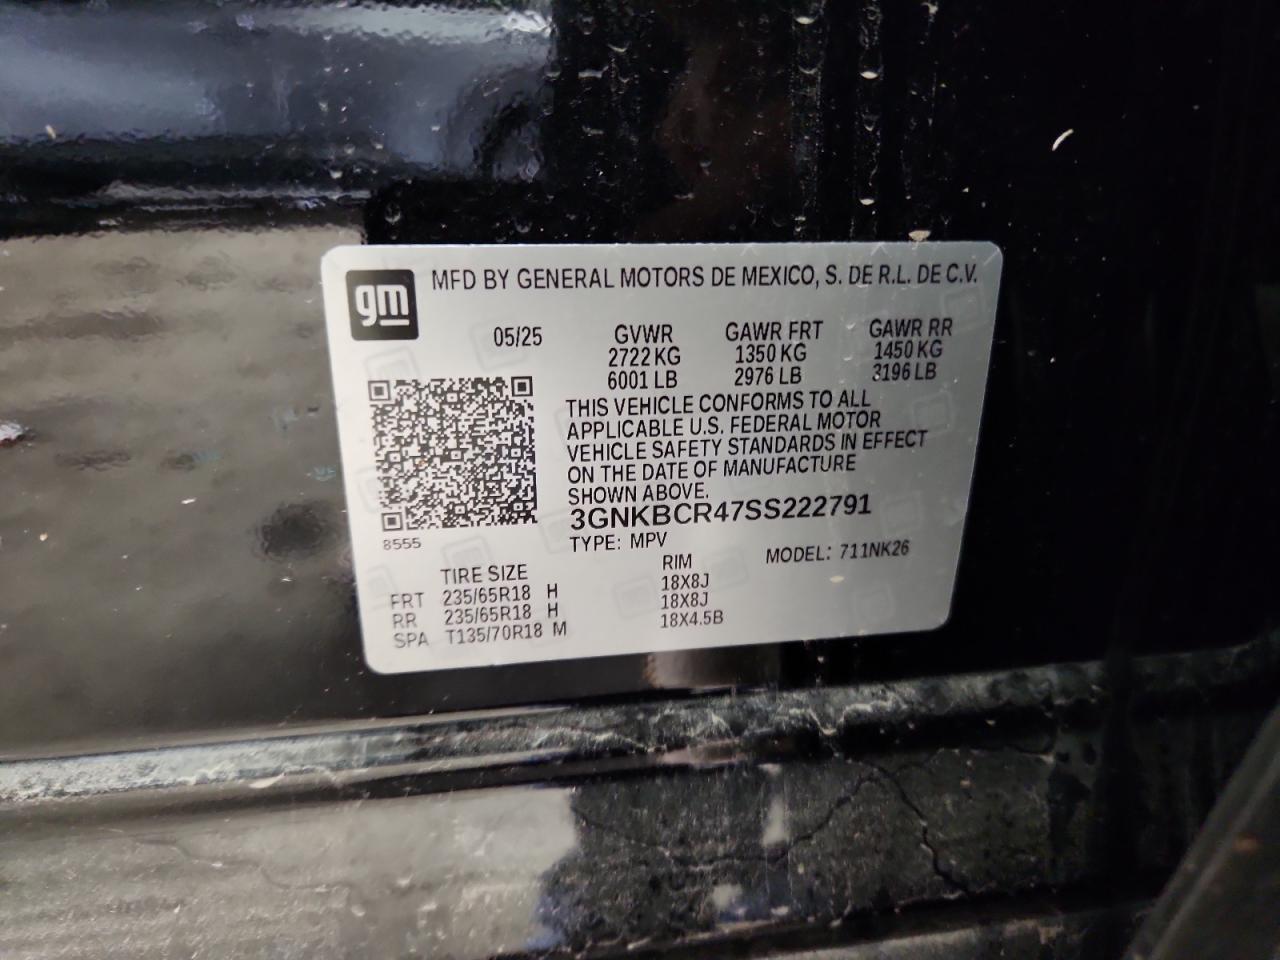 gm MFD BY GENERAL MOTORS DE MEXICO, S. DE R.L. DE C.V.
05/25 GVWR GAWR FRT GAWR RR
2722 KG 1350 KG 1450 KG
6001 LB 2976 LB 3196 LB
THIS VEHICLE CONFORMS TO ALL
APPLICABLE U.S. FEDERAL MOTOR
VEHICLE SAFETY STANDARDS IN EFFECT
ON THE DATE OF MANUFACTURE
SHOWN ABOVE.
3GNKBCR47SS222791
8555 TYPE: MPV MODEL: 711NK26
TIRE SIZE RIM
FRT 235/65R18 H 18X8J
RR 235/65R18 H 18X8J
SPA T135/70R18 M 18X4.5B